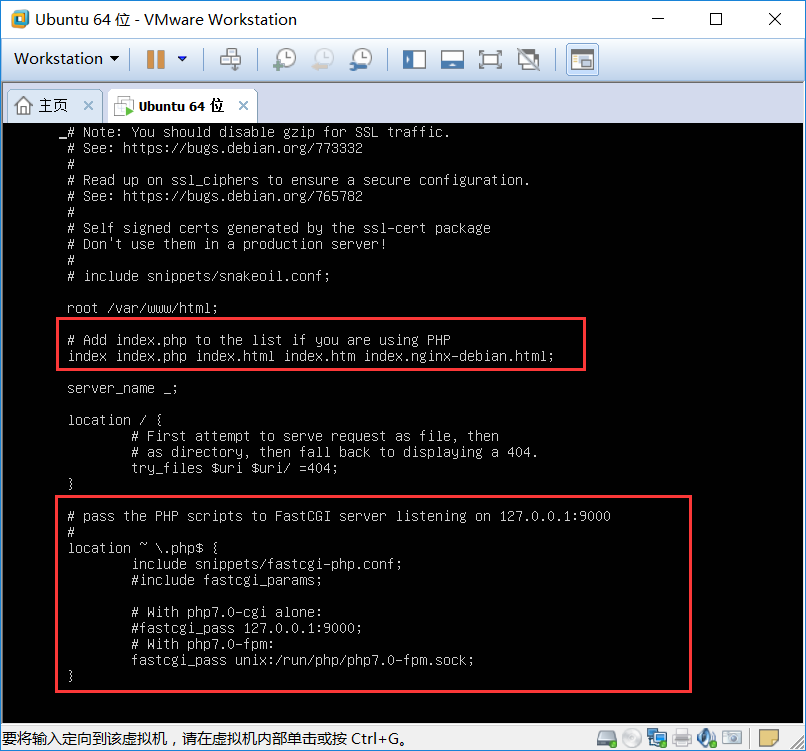 Ubuntu 64 位 - VMware Workstation
Workstation
主页
Ubuntu 64 位
_# Note: You should disable gzip for SSL traffic.
# See: https://bugs.debian.org/773332
#
# Read up on ssl_ciphers to ensure a secure configuration.
# See: https://bugs.debian.org/765782
#
# Self signed certs generated by the ssl-cert package
# Don't use them in a production server!
#
# include snippets/snakeoil.conf;
root /var/www/html;
# Add index.php to the list if you are using PHP
index index.php index.html index.htm index.nginx-debian.html;
server_name _;
location / {
# First attempt to serve request as file, then
# as directory, then fall back to displaying a 404.
try_files $uri $uri/ =404;
}
# pass the PHP scripts to FastCGI server listening on 127.0.0.1:9000
#
location ~ \.php$ {
include snippets/fastcgi-php.conf;
#include fastcgi_params;
# With php7.0-cgi alone:
#fastcgi_pass 127.0.0.1:9000;
# With php7.0-fpm:
fastcgi_pass unix:/run/php/php7.0-fpm.sock;
}
要将输入定向到该虚拟机，请在虚拟机内部单击或按 Ctrl+G。